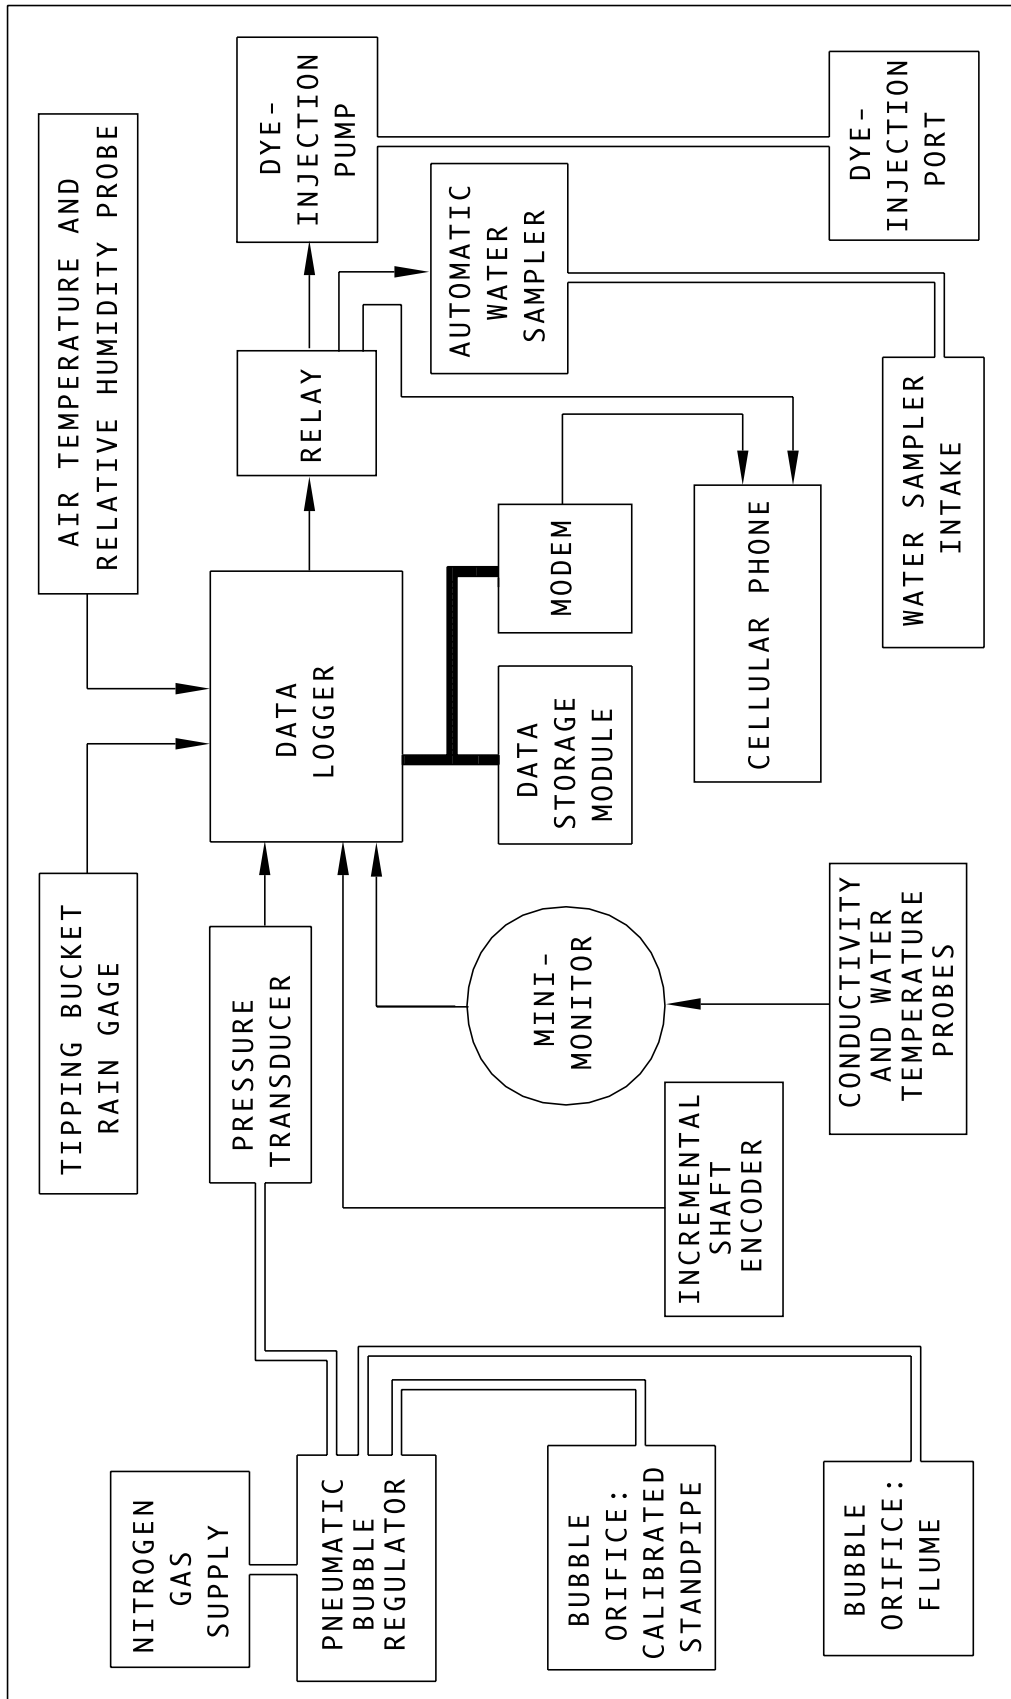 NITROGEN
GAS
SUPPLY
PNEUMATIC
BUBBLE
REGULATOR
BUBBLE
ORIFICE:
CALIBRATED
STANDPIPE
BUBBLE
ORIFICE:
FLUME
TIPPING BUCKET
RAIN GAGE
PRESSURE
TRANSDUCER
INCREMENTAL
SHAFT
ENCODER
MINI-
MONITOR
CONDUCTIVITY
AND WATER
TEMPERATURE
PROBES
DATA
LOGGER
DATA
STORAGE
MODULE
MODEM
CELLULAR PHONE
AIR TEMPERATURE AND
RELATIVE HUMIDITY PROBE
RELAY
AUTOMATIC
WATER
SAMPLER
WATER SAMPLER
INTAKE
DYE-
INJECTION
PUMP
DYE-
INJECTION
PORT